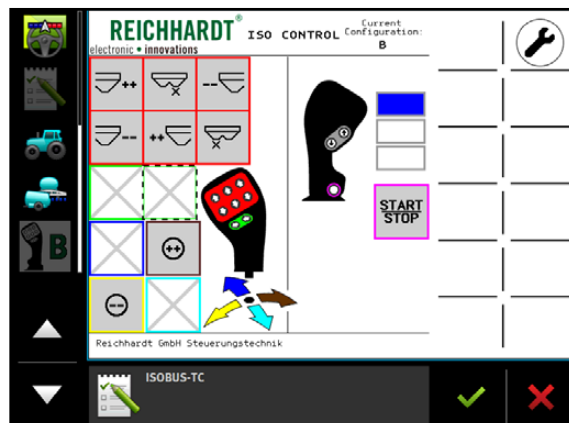 REICHHARDT®
electronic • innovations
ISO CONTROL
Current
Configuration:
B
++
x
--
--
++
x
++
--
START
STOP
B
Reichhardt GmbH Steuerungstechnik
ISOBUS-TC